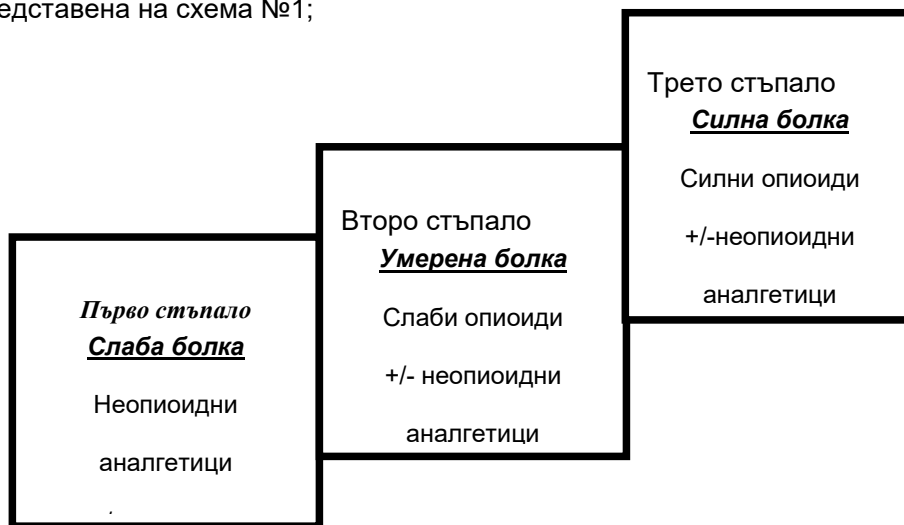 едставена на схема №1;
Първо стъпало
Слаба болка
Неопиоидни
аналгетици
Второ стъпало
Умерена болка
Слаби опиоиди
+/- неопиоидни
аналгетици
Трето стъпало
Силна болка
Силни опиоиди
+/-неопиоидни
аналгетици